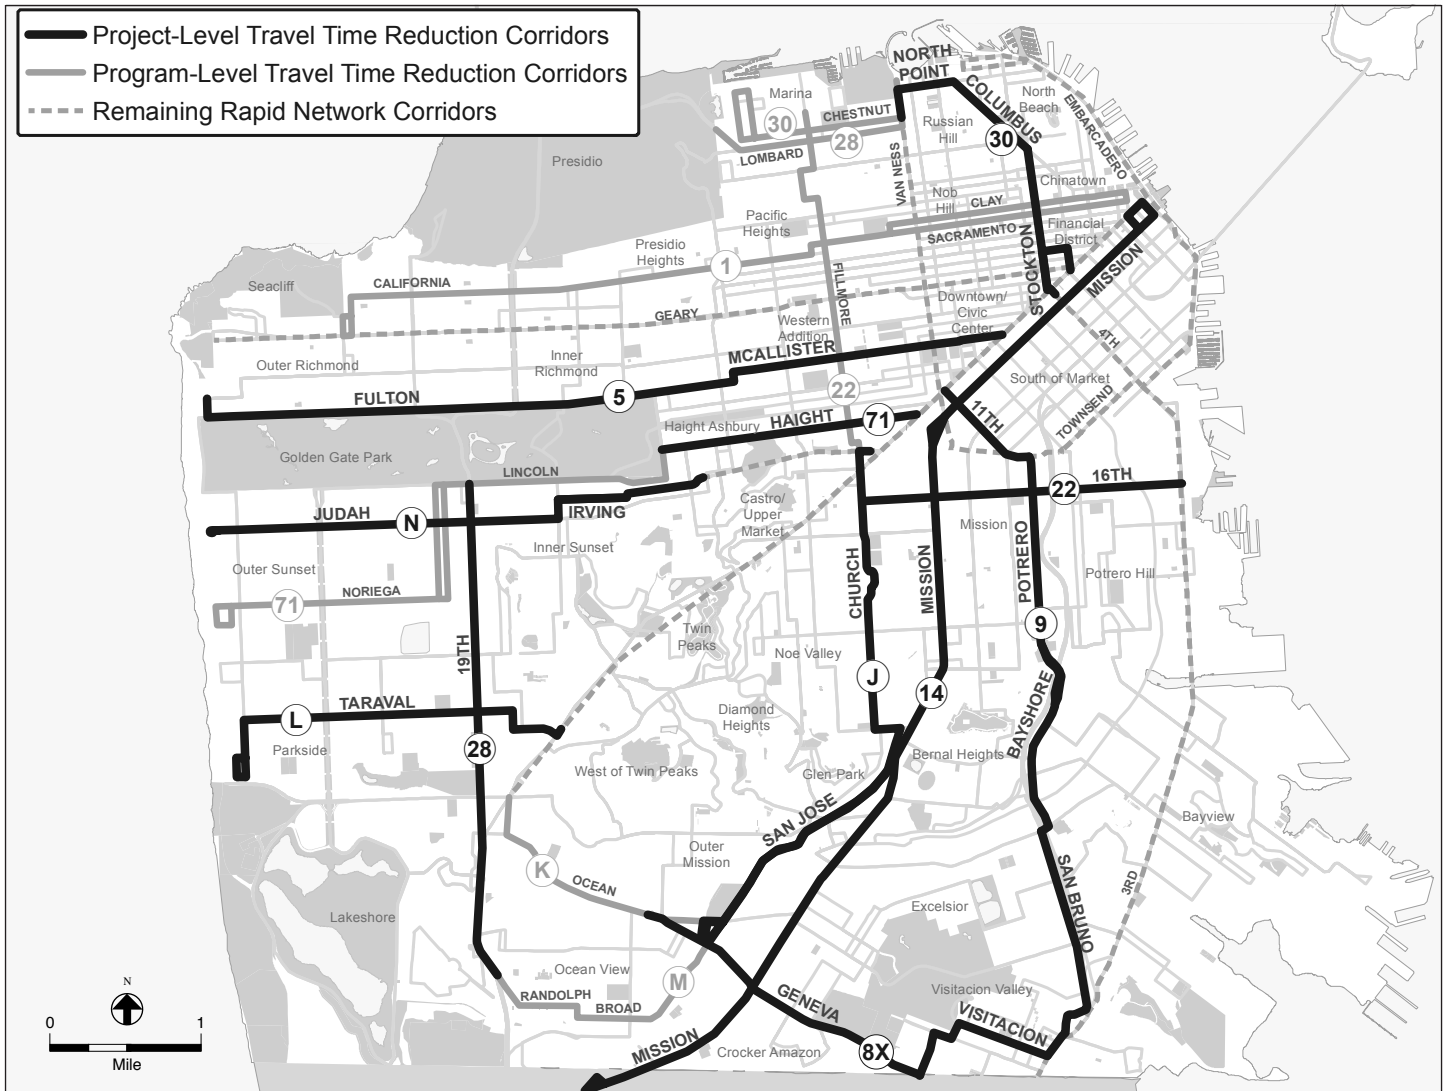 Project-Level Travel Time Reduction Corridors
Program-Level Travel Time Reduction Corridors
Remaining Rapid Network Corridors
NORTH
POINT
COLUMBUS
North
Beach
EMBARCADERO
Marina
30
CHESTNUT
28
LOMBARD
Russian
Hill
30
Presidio
VAN NESS
Chinatown
Nob
Hill
CLAY
SACRAMENTO
Financial
District
Pacific
Heights
Presidio
Heights
1
STOCKTON
MISSION
Seacliff
CALIFORNIA
FILLMORE
GEARY
Western
Addition
Downtown/
Civic
Center
4TH
Outer Richmond
Inner
Richmond
MCALLISTER
South of Market
FULTON
5
22
TOWNSEND
Haight Ashbury
HAIGHT
71
11TH
Golden Gate Park
LINCOLN
16TH
22
JUDAH
N
IRVING
Castro/
Upper
Market
Mission
Inner Sunset
Outer Sunset
NORIEGA
71
CHURCH
MISSION
POTRERO
Potrero Hill
9
Twin
Peaks
Noe Valley
19TH
J
14
TARAVAL
L
Diamond
Heights
BAYSHORE
Parkside
28
West of Twin Peaks
Glen Park
Bernal Heights
SAN JOSE
Bayview
Outer
Mission
K
OCEAN
SAN BRUNO
3RD
Lakeshore
Excelsior
Ocean View
M
RANDOLPH
BROAD
GENEVA
Visitacion Valley
VISITACION
MISSION
Crocker Amazon
8X
N
0
1
Mile